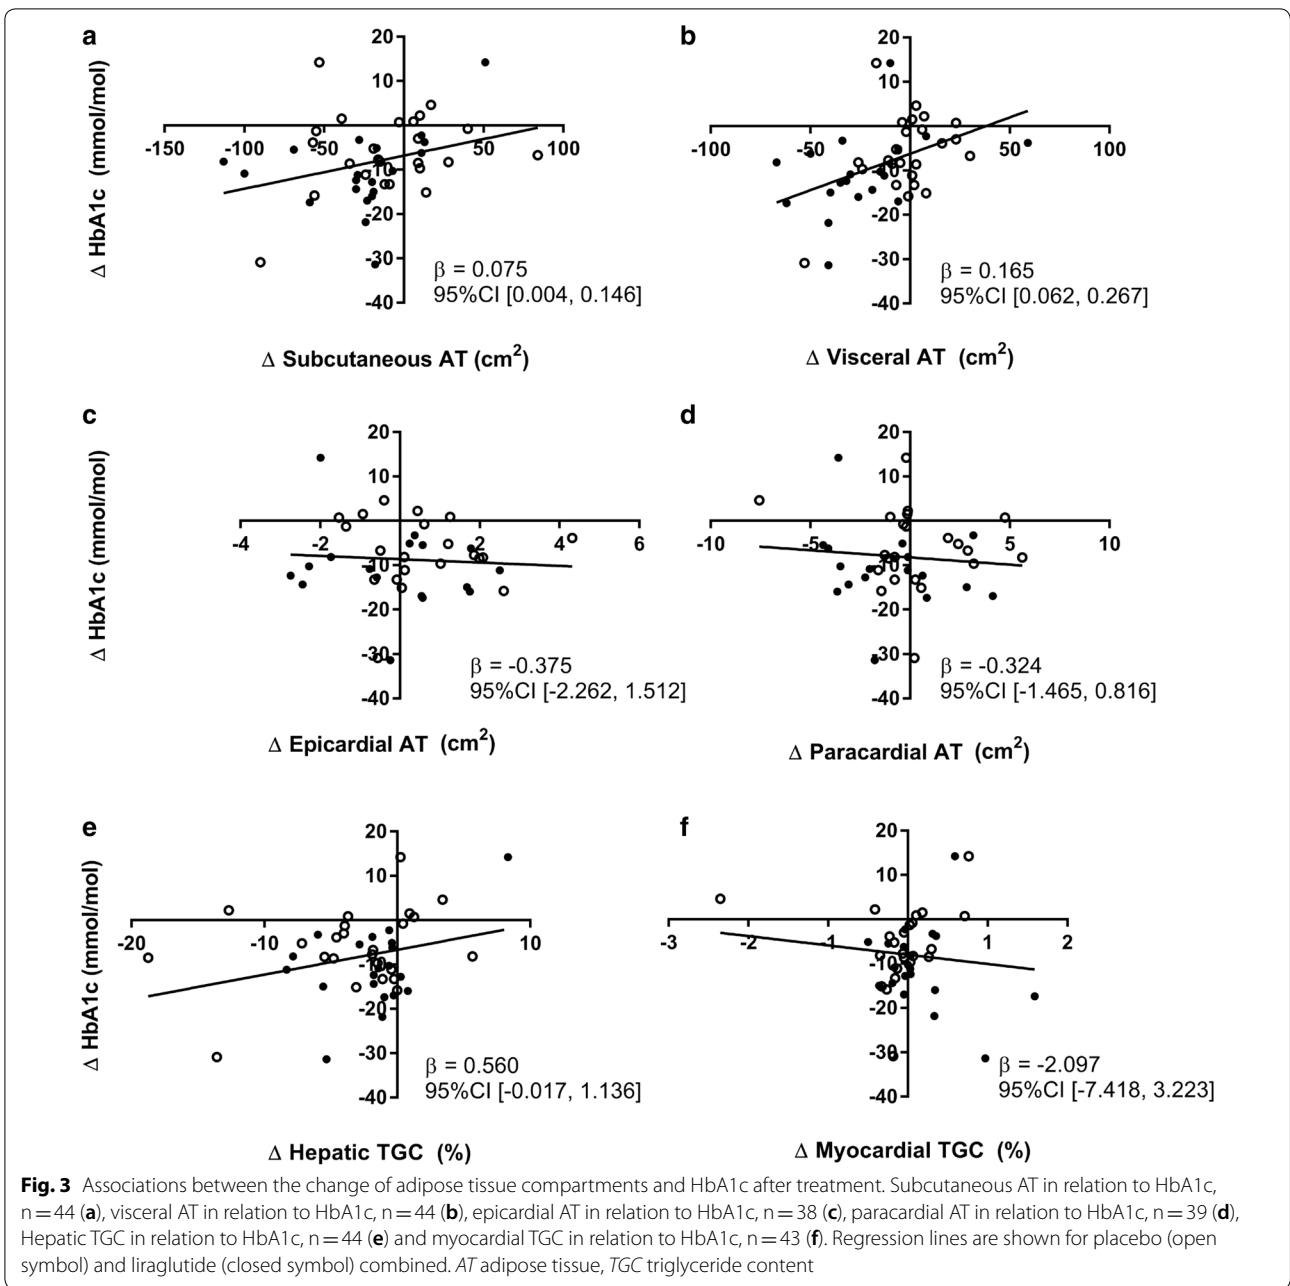 a
Δ HbA1c (mmol/mol)
20
10
-150 -100 -50 50 100
-10
-20
-30
-40
β = 0.075
95%CI [0.004, 0.146]
Δ Subcutaneous AT (cm²)
b
20
10
-100 -50 50 100
-10
-20
-30
-40
β = 0.165
95%CI [0.062, 0.267]
Δ Visceral AT (cm²)
c
Δ HbA1c (mmol/mol)
20
10
-4 -2 2 4 6
-10
-20
-30
-40
β = -0.375
95%CI [-2.262, 1.512]
Δ Epicardial AT (cm²)
d
20
10
-10 -5 5 10
-10
-20
-30
-40
β = -0.324
95%CI [-1.465, 0.816]
Δ Paracardial AT (cm²)
e
Δ HbA1c (mmol/mol)
20
10
-20 -10 10
-10
-20
-30
-40
β = 0.560
95%CI [-0.017, 1.136]
Δ Hepatic TGC (%)
f
20
10
-3 -2 -1 1 2
-10
-20
-30
-40
β = -2.097
95%CI [-7.418, 3.223]
Δ Myocardial TGC (%)
Fig. 3 Associations between the change of adipose tissue compartments and HbA1c after treatment. Subcutaneous AT in relation to HbA1c,
n = 44 (a), visceral AT in relation to HbA1c, n = 44 (b), epicardial AT in relation to HbA1c, n = 38 (c), paracardial AT in relation to HbA1c, n = 39 (d),
Hepatic TGC in relation to HbA1c, n = 44 (e) and myocardial TGC in relation to HbA1c, n = 43 (f). Regression lines are shown for placebo (open
symbol) and liraglutide (closed symbol) combined. AT adipose tissue, TGC triglyceride content